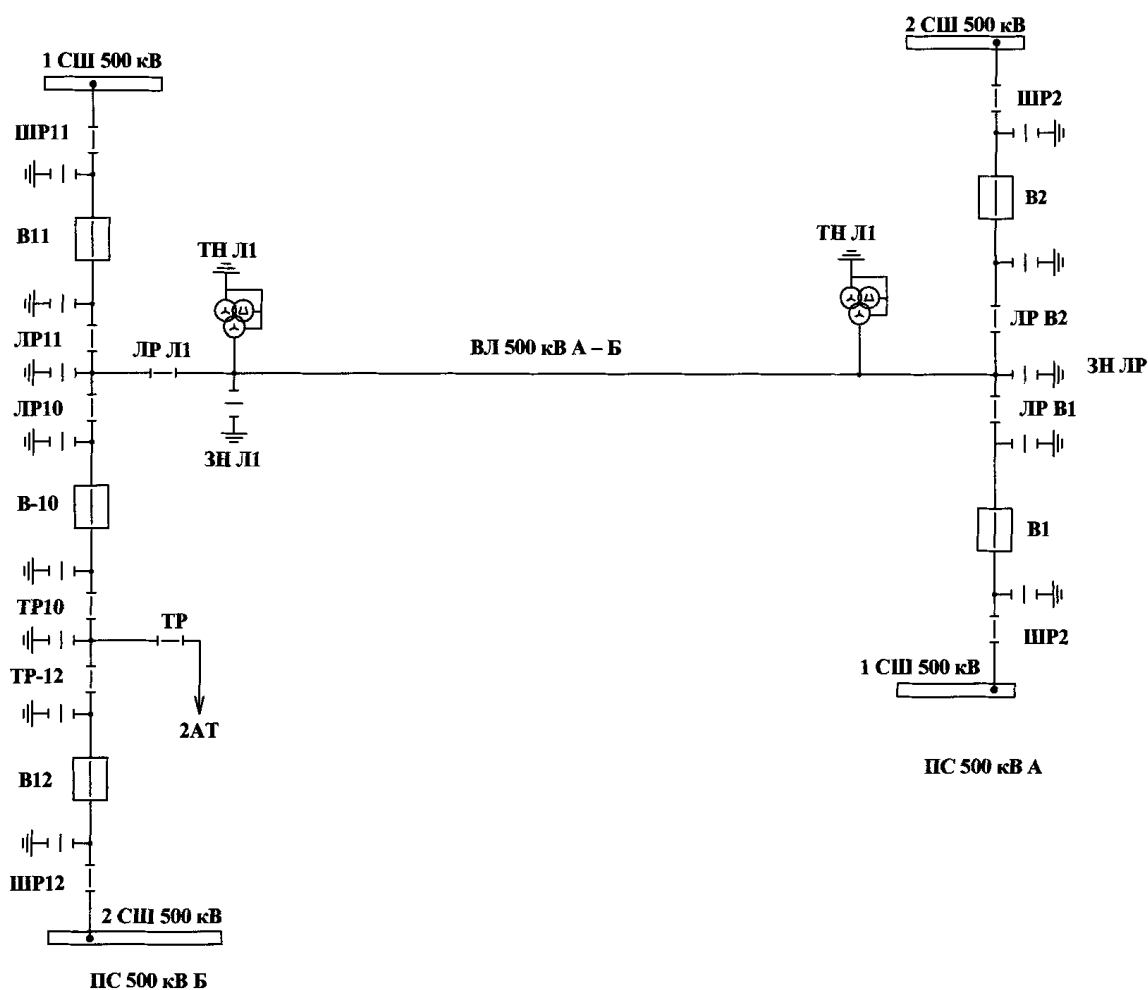 1 СШ 500 кВ
ШР11
В11
ЛР11
ЛР Л1
ТН Л1
ЗН Л1
ЛР10
В-10
ТР10
ТР
ТР-12
2АТ
В12
ШР12
2 СШ 500 кВ
ПС 500 кВ Б
ВЛ 500 кВ А – Б
ТН Л1
2 СШ 500 кВ
ШР2
В2
ЛР В2
ЗН ЛР
ЛР В1
В1
ШР2
1 СШ 500 кВ
ПС 500 кВ А